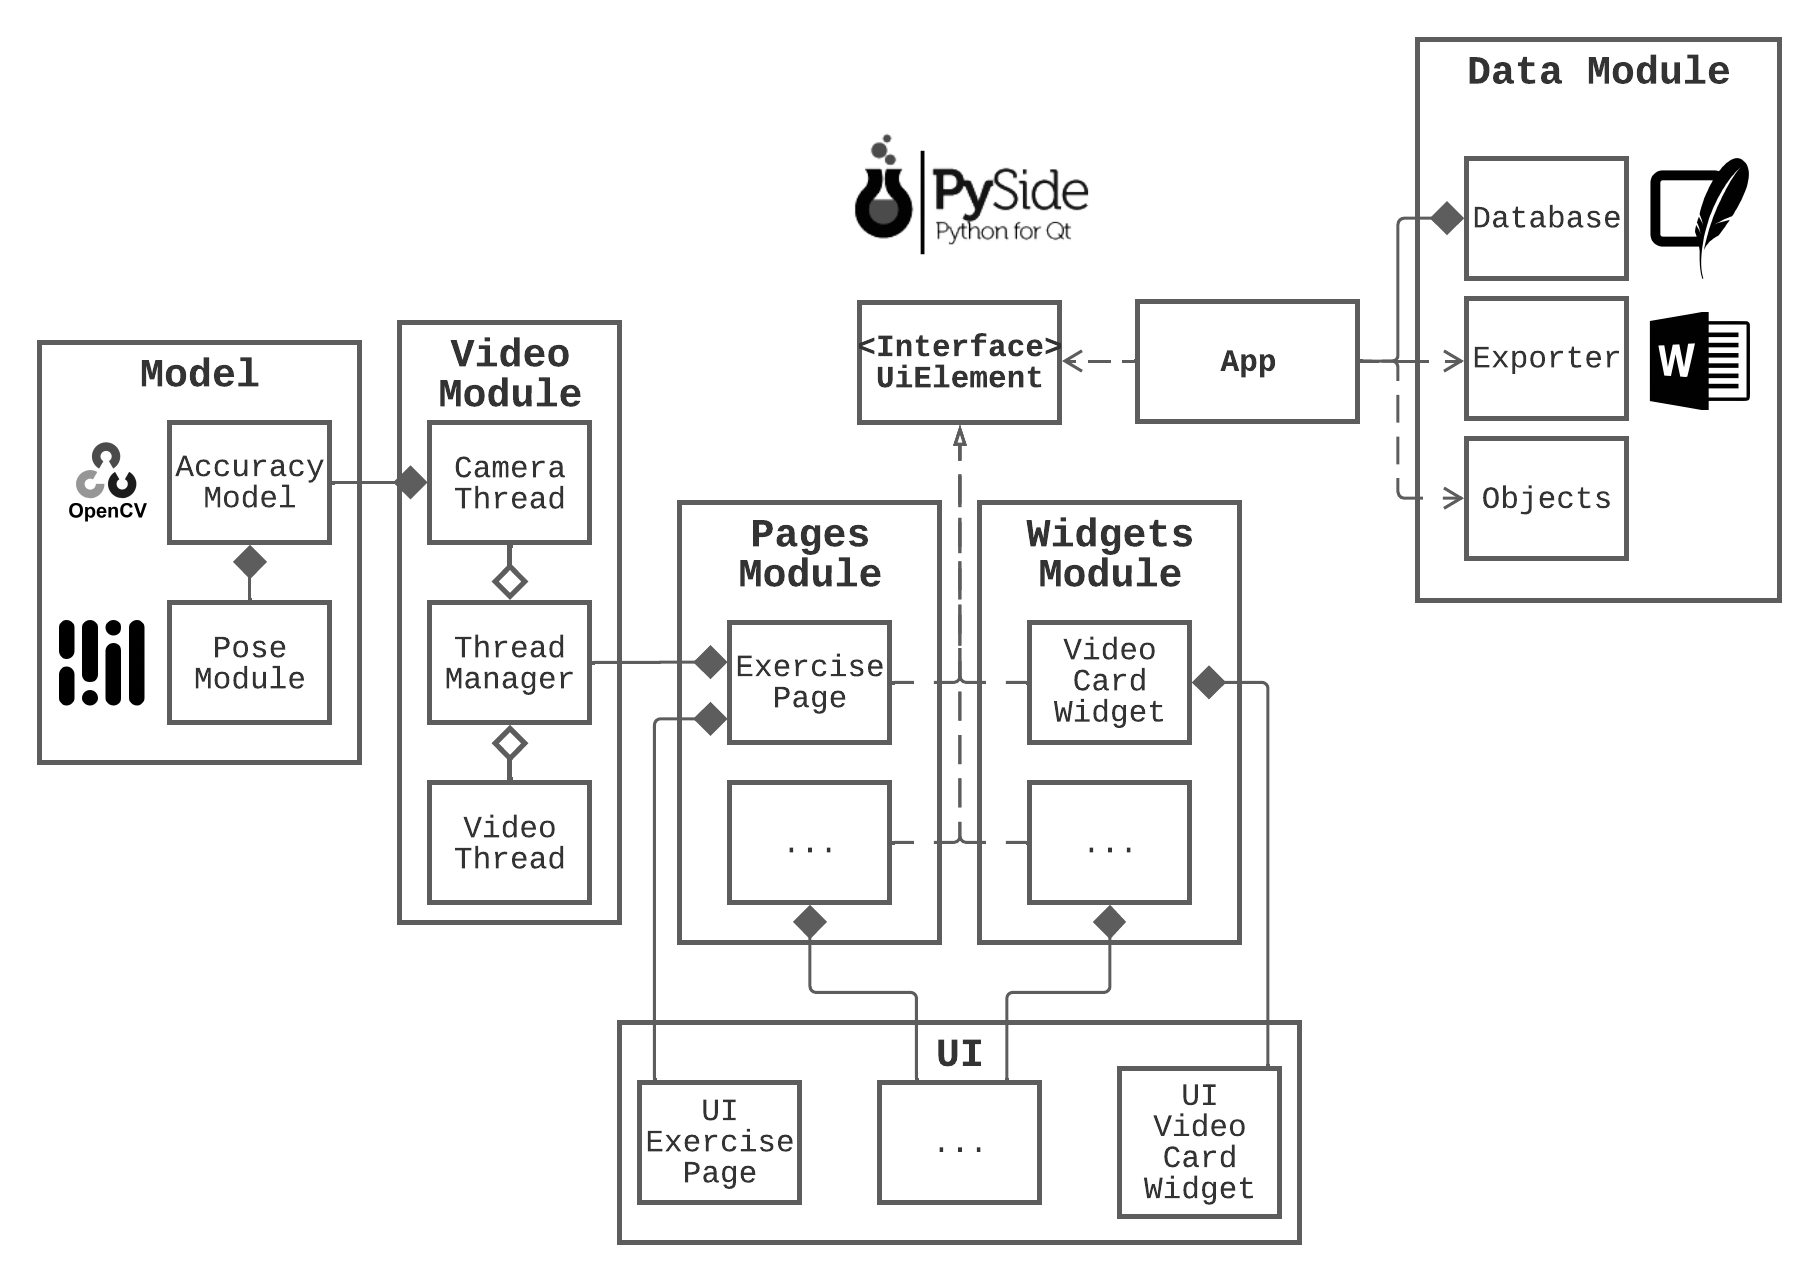 Data Module
Database
Exporter
W
Objects
PySide
Python for Qt
<Interface>
UiElement
App
Model
OpenCV
Accuracy
Model
Pose
Module
Video
Module
Camera
Thread
Thread
Manager
Video
Thread
Pages
Module
Exercise
Page
...
Widgets
Module
Video
Card
Widget
...
UI
UI
Exercise
Page
...
UI
Video
Card
Widget